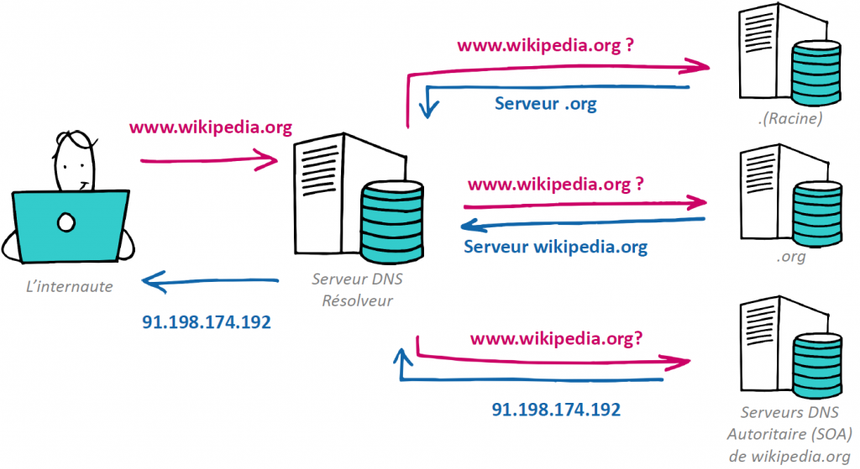 www.wikipedia.org ?
Serveur .org
.(Racine)
www.wikipedia.org
www.wikipedia.org ?
Serveur wikipedia.org
.org
L'internaute
Serveur DNS
Résolveur
91.198.174.192
www.wikipedia.org?
91.198.174.192
Serveurs DNS
Autoritaire (SOA)
de wikipedia.org